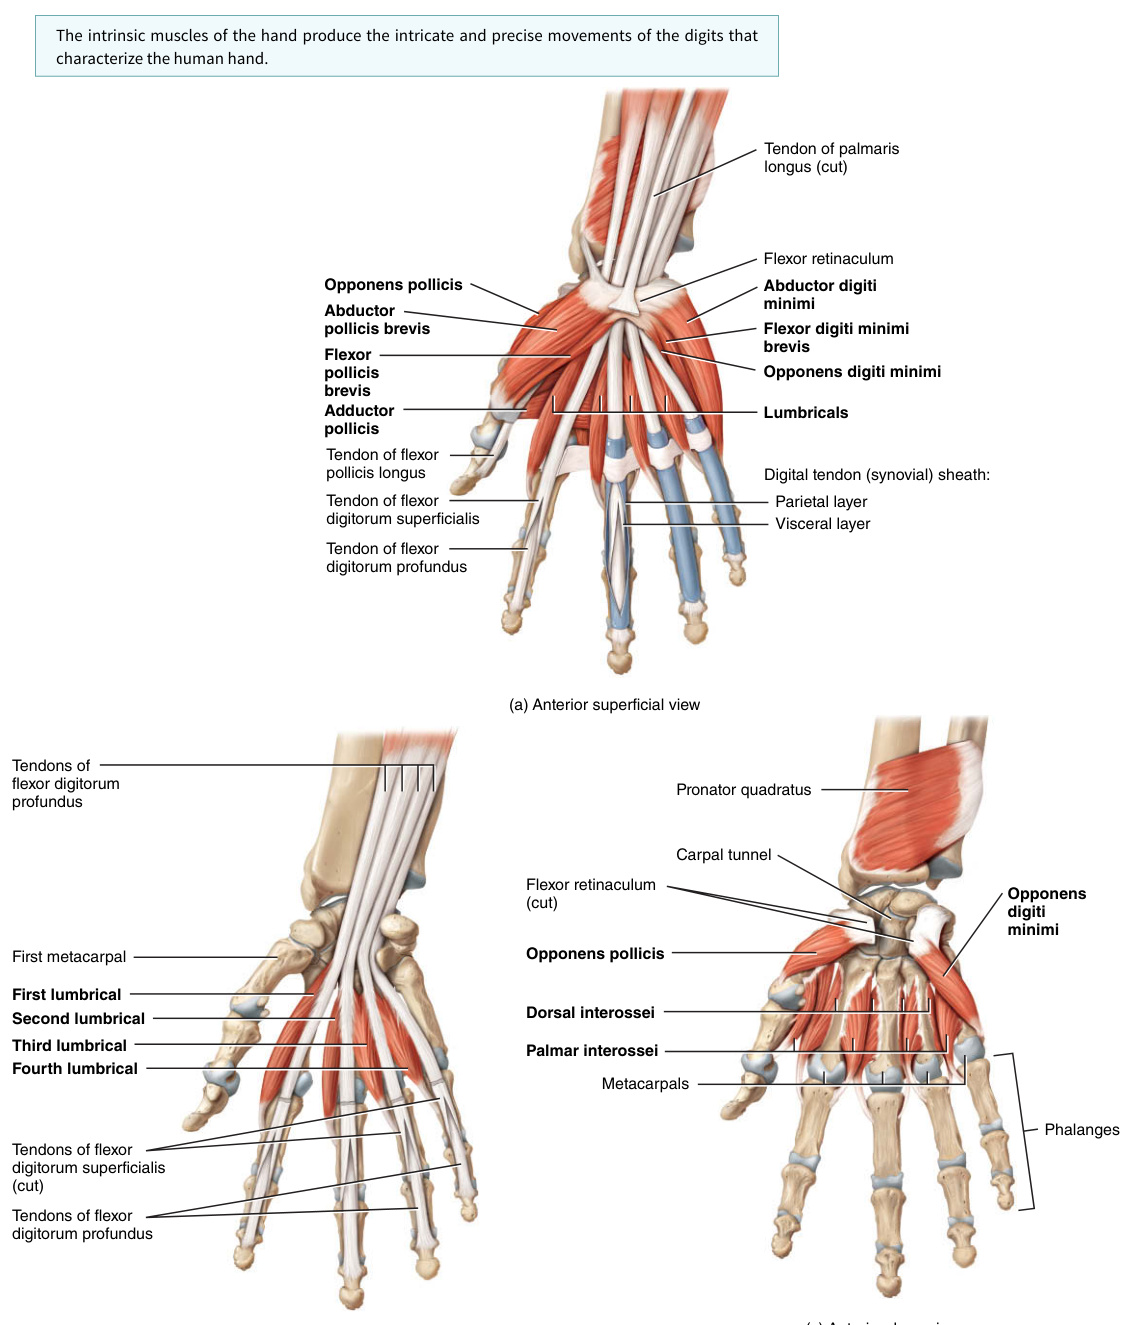 The intrinsic muscles of the hand produce the intricate and precise movements of the digits that
characterize the human hand.
Tendon of palmaris
longus (cut)
Flexor retinaculum
Opponens pollicis
Abductor digiti
minimi
Abductor
pollicis brevis
Flexor digiti minimi
brevis
Flexor
pollicis
brevis
Opponens digiti minimi
Adductor
pollicis
Lumbricals
Tendon of flexor
pollicis longus
Digital tendon (synovial) sheath:
Parietal layer
Visceral layer
Tendon of flexor
digitorum superficialis
Tendon of flexor
digitorum profundus
(a) Anterior superficial view
Tendons of
flexor digitorum
profundus
First metacarpal
First lumbrical
Second lumbrical
Third lumbrical
Fourth lumbrical
Tendons of flexor
digitorum superficialis
(cut)
Tendons of flexor
digitorum profundus
Pronator quadratus
Carpal tunnel
Flexor retinaculum
(cut)
Opponens
digiti
minimi
Opponens pollicis
Dorsal interossei
Palmar interossei
Metacarpals
Phalanges